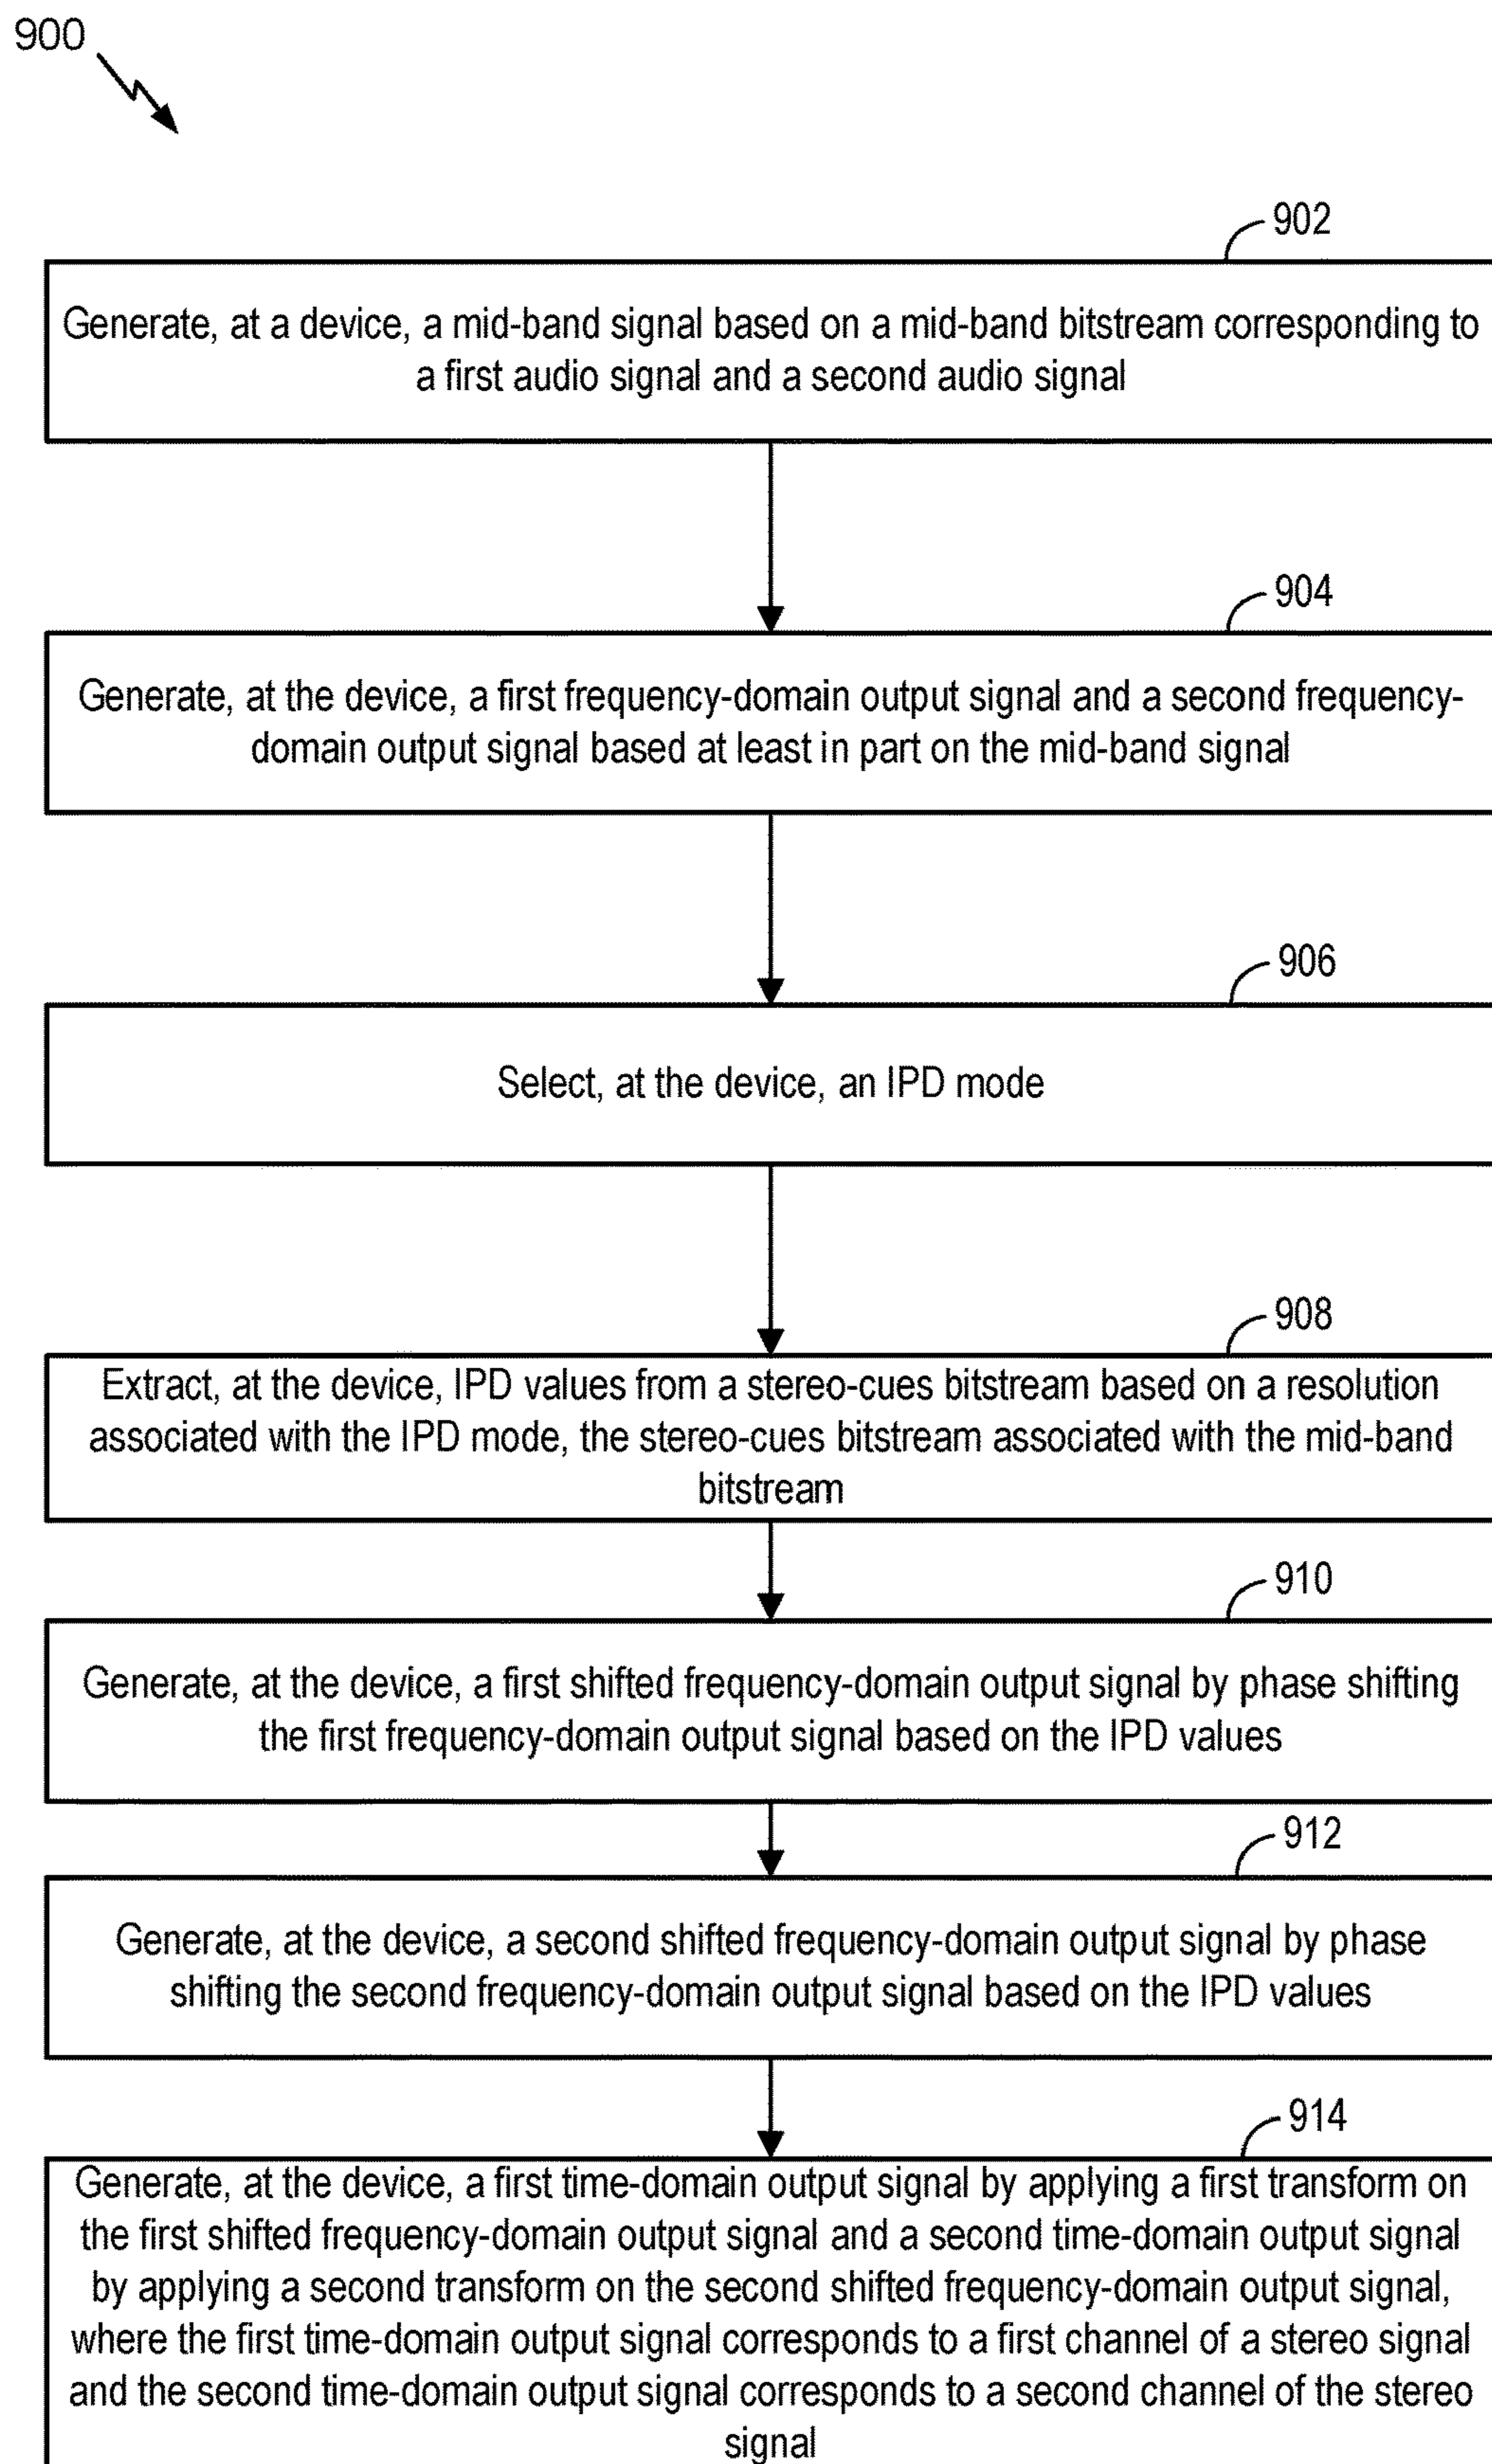 900
902
Generate, at a device, a mid-band signal based on a mid-band bitstream corresponding to
a first audio signal and a second audio signal
904
Generate, at the device, a first frequency-domain output signal and a second frequency-
domain output signal based at least in part on the mid-band signal
906
Select, at the device, an IPD mode
908
Extract, at the device, IPD values from a stereo-cues bitstream based on a resolution
associated with the IPD mode, the stereo-cues bitstream associated with the mid-band
bitstream
910
Generate, at the device, a first shifted frequency-domain output signal by phase shifting
the first frequency-domain output signal based on the IPD values
912
Generate, at the device, a second shifted frequency-domain output signal by phase
shifting the second frequency-domain output signal based on the IPD values
914
Generate, at the device, a first time-domain output signal by applying a first transform on
the first shifted frequency-domain output signal and a second time-domain output signal
by applying a second transform on the second shifted frequency-domain output signal,
where the first time-domain output signal corresponds to a first channel of a stereo signal
and the second time-domain output signal corresponds to a second channel of the stereo
signal